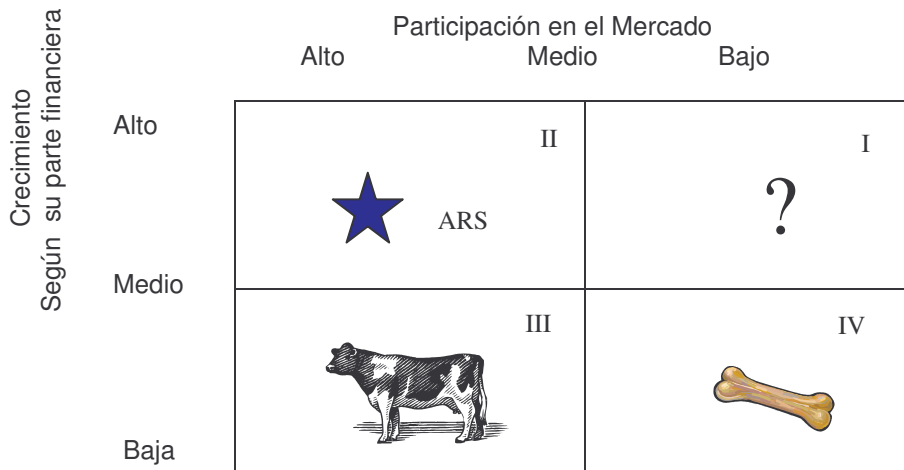 Participación en el Mercado
Alto Medio Bajo
Crecimiento
Según su parte financiera
Alto
II
I
?
ARS
Medio
III
IV
Baja